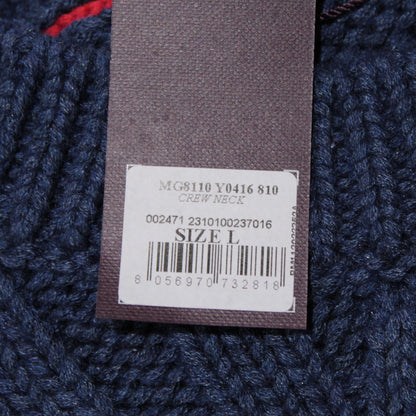 MG8110 Y0416 810
CREW NECK
002471 2310100237016
SIZE L
8 056970 732818